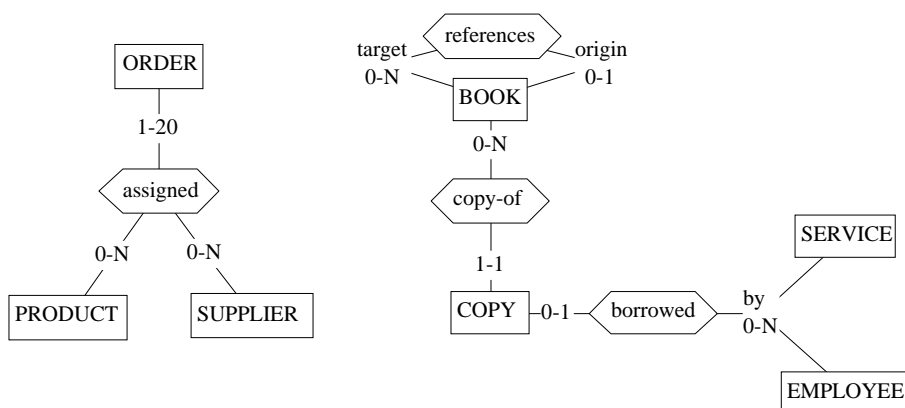 references
target
origin
ORDER
0-N
0-1
BOOK
1-20
0-N
assigned
copy-of
0-N
0-N
SERVICE
1-1
PRODUCT
SUPPLIER
COPY
0-1
borrowed
by
0-N
EMPLOYEE